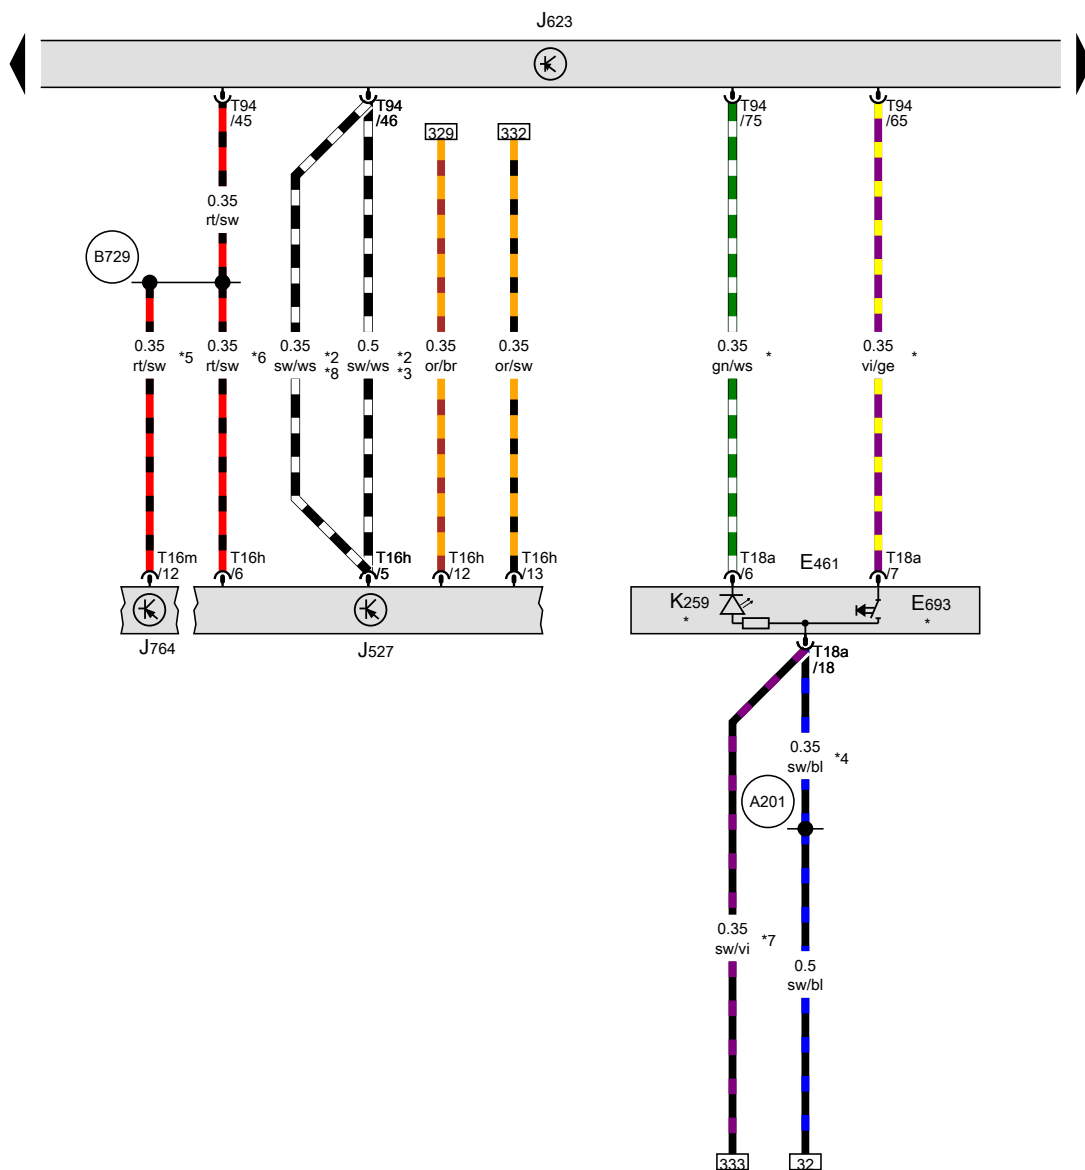 J623
T94
/45
T94
/46
T94
/75
T94
/65
329
332
0.35
rt/sw
B729
0.35
rt/sw
*5
0.35
rt/sw
*6
0.35
sw/ws
*2
*8
0.5
sw/ws
*2
*3
0.35
or/br
0.35
or/sw
0.35
gn/ws
*
0.35
vi/ge
*
T16m
/12
T16h
/6
T16h
/5
T16h
/12
T16h
/13
T18a
/6
E461
T18a
/7
K259
*
E693
*
J764
J527
T18a
/18
0.35
sw/bl
*4
A201
0.35
sw/vi
*7
0.5
sw/bl
333
32